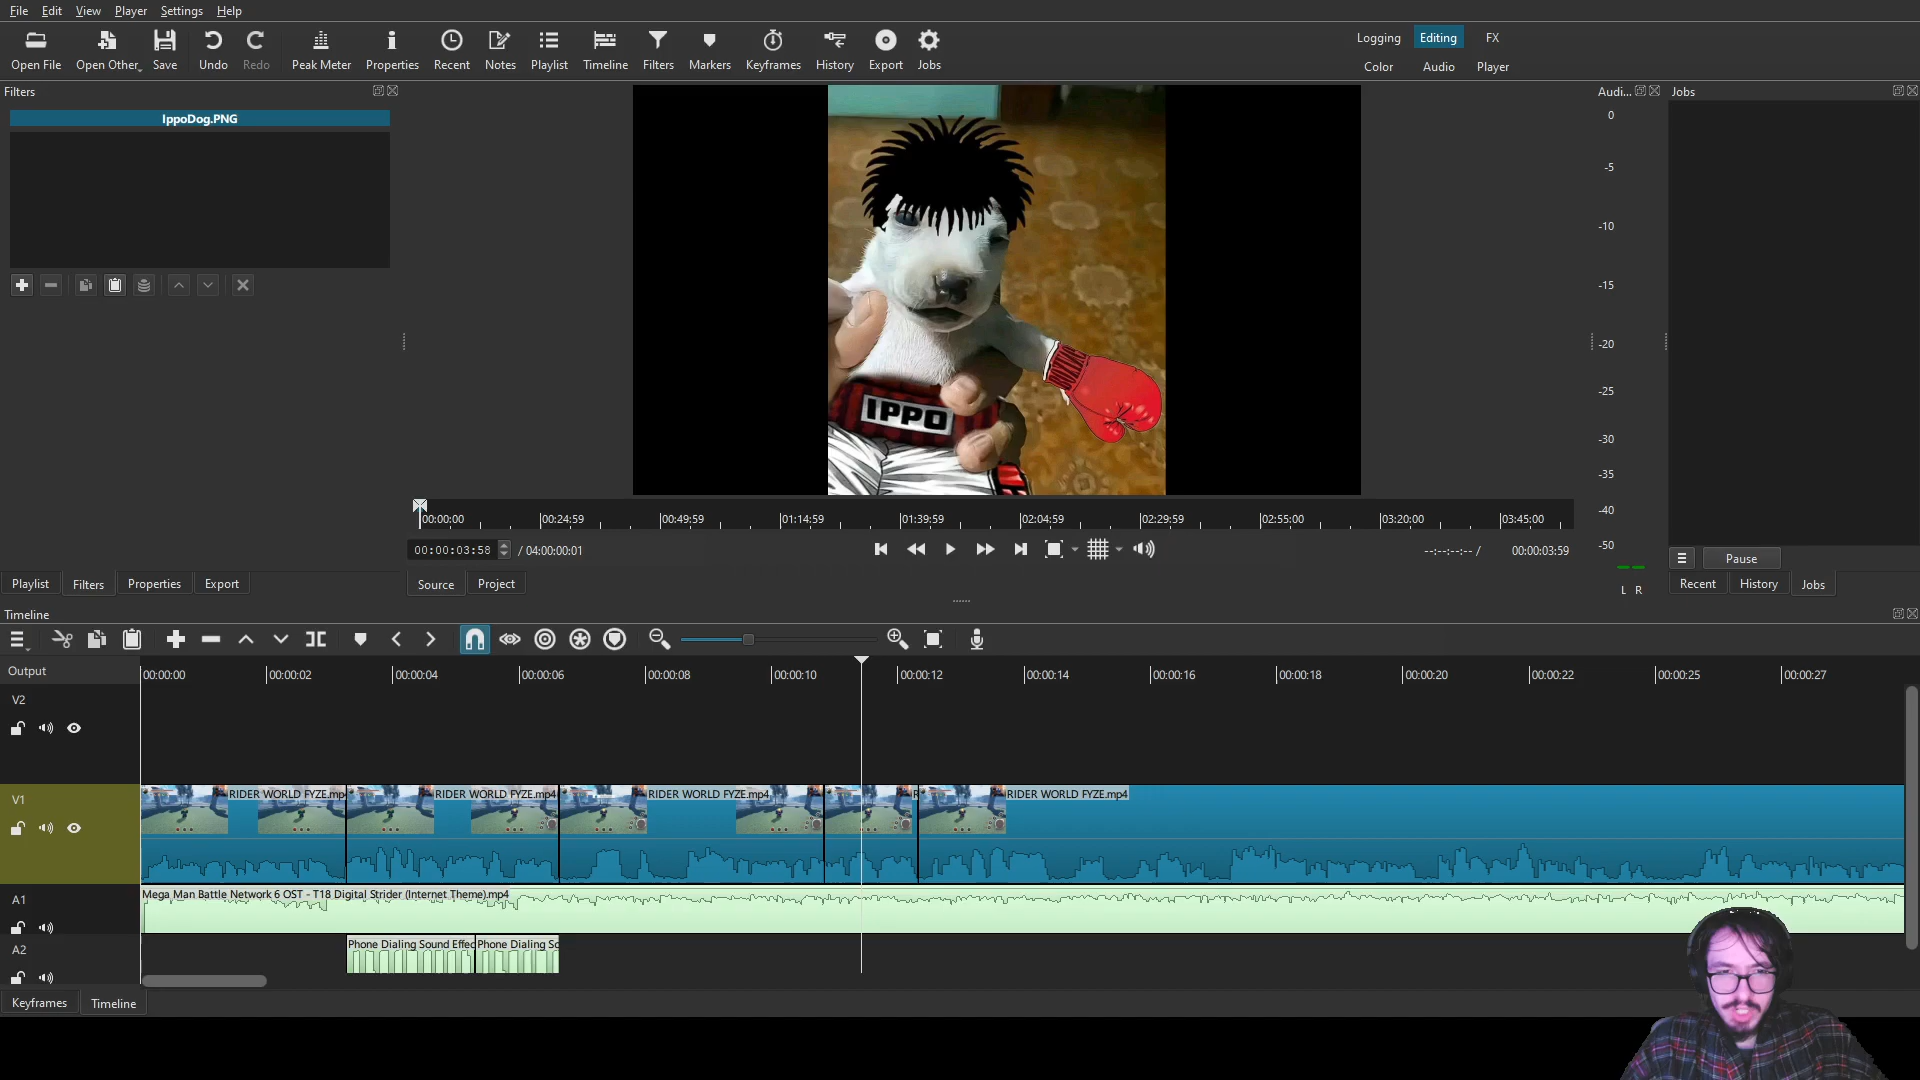 File Edit View Player Settings Help
Open File Open Other Save Undo Redo Peak Meter Properties Recent Notes Playlist Timeline Filters Markers Keyframes History Export Jobs
Logging Editing FX
Color Audio Player
Filters
IppoDog.PNG
Audi...
Jobs
0
-5
-10
-15
-20
-25
-30
-35
-40
-50
L R
BOXING
IPPO
00:00:00 00:24:59 00:49:59 01:14:59 01:39:59 02:04:59 02:29:59 02:55:00 03:20:00 03:45:00
00:00:03:58 / 04:00:00:01 --:--:--:-- / 00:00:03:59
Pause
Playlist Filters Properties Export
Source Project
Recent History Jobs
Timeline
Output
00:00:00 00:00:02 00:00:04 00:00:06 00:00:08 00:00:10 00:00:12 00:00:14 00:00:16 00:00:18 00:00:20 00:00:22 00:00:25 00:00:27
V2
V1
RIDER WORLD FYZE.mp RIDER WORLD FYZE.mp4 RIDER WORLD FYZE.mp4 R RIDER WORLD FYZE.mp4
A1
Mega Man Battle Network 6 OST - T18 Digital Strider (Internet Theme).mp4
A2
Phone Dialing Sound Effec Phone Dialing So
Keyframes Timeline